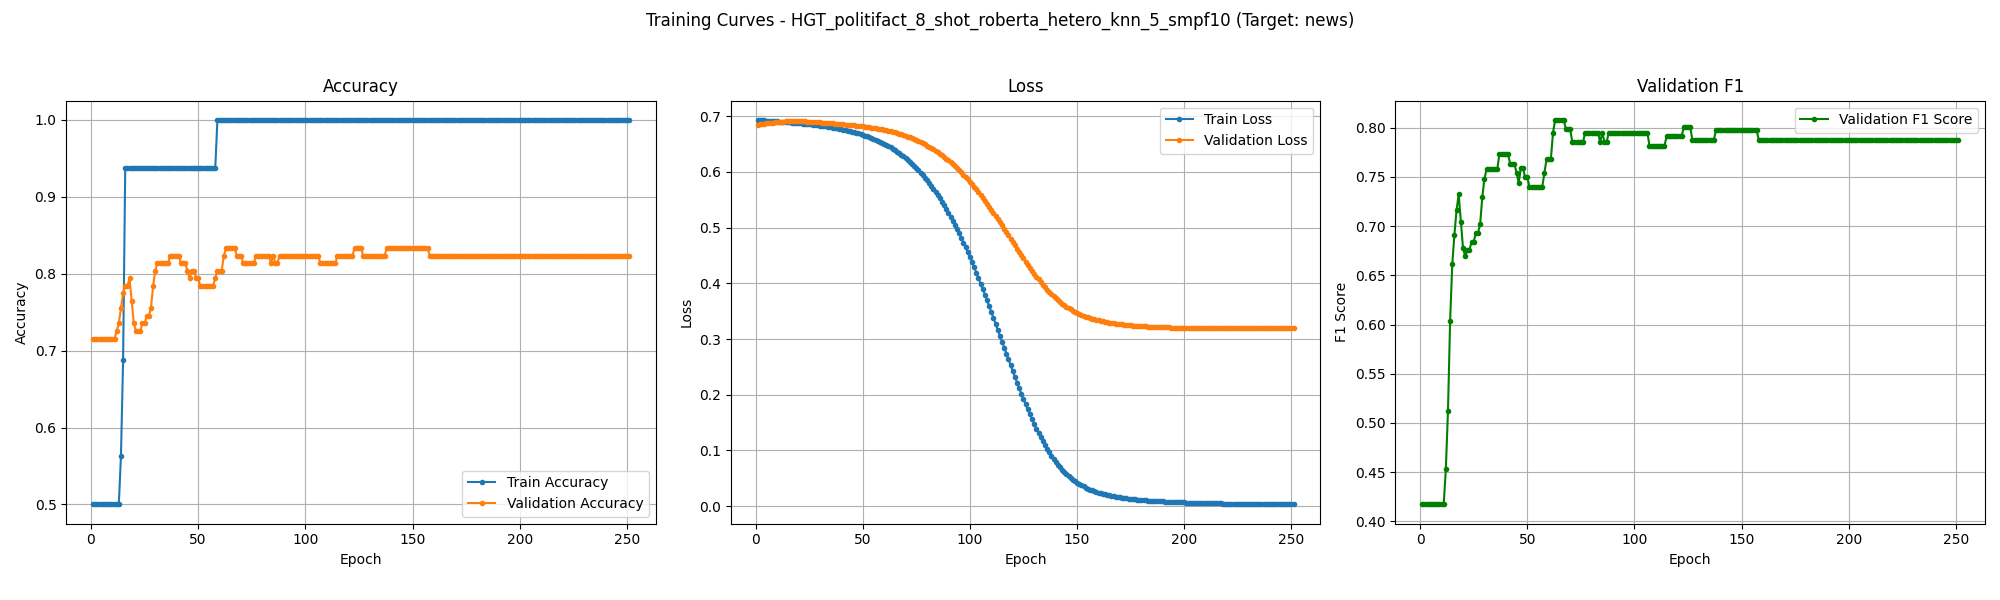 Training Curves - HGT_politifact_8_shot_roberta_hetero_knn_5_smpf10 (Target: news)
Accuracy
1.0
0.9
0.8
0.7
0.6
0.5
Accuracy
0 50 100 150 200 250
Epoch
Train Accuracy
Validation Accuracy
Loss
0.7
0.6
0.5
0.4
0.3
0.2
0.1
0.0
Loss
0 50 100 150 200 250
Epoch
Train Loss
Validation Loss
Validation F1
0.80
0.75
0.70
0.65
0.60
0.55
0.50
0.45
0.40
F1 Score
0 50 100 150 200 250
Epoch
Validation F1 Score